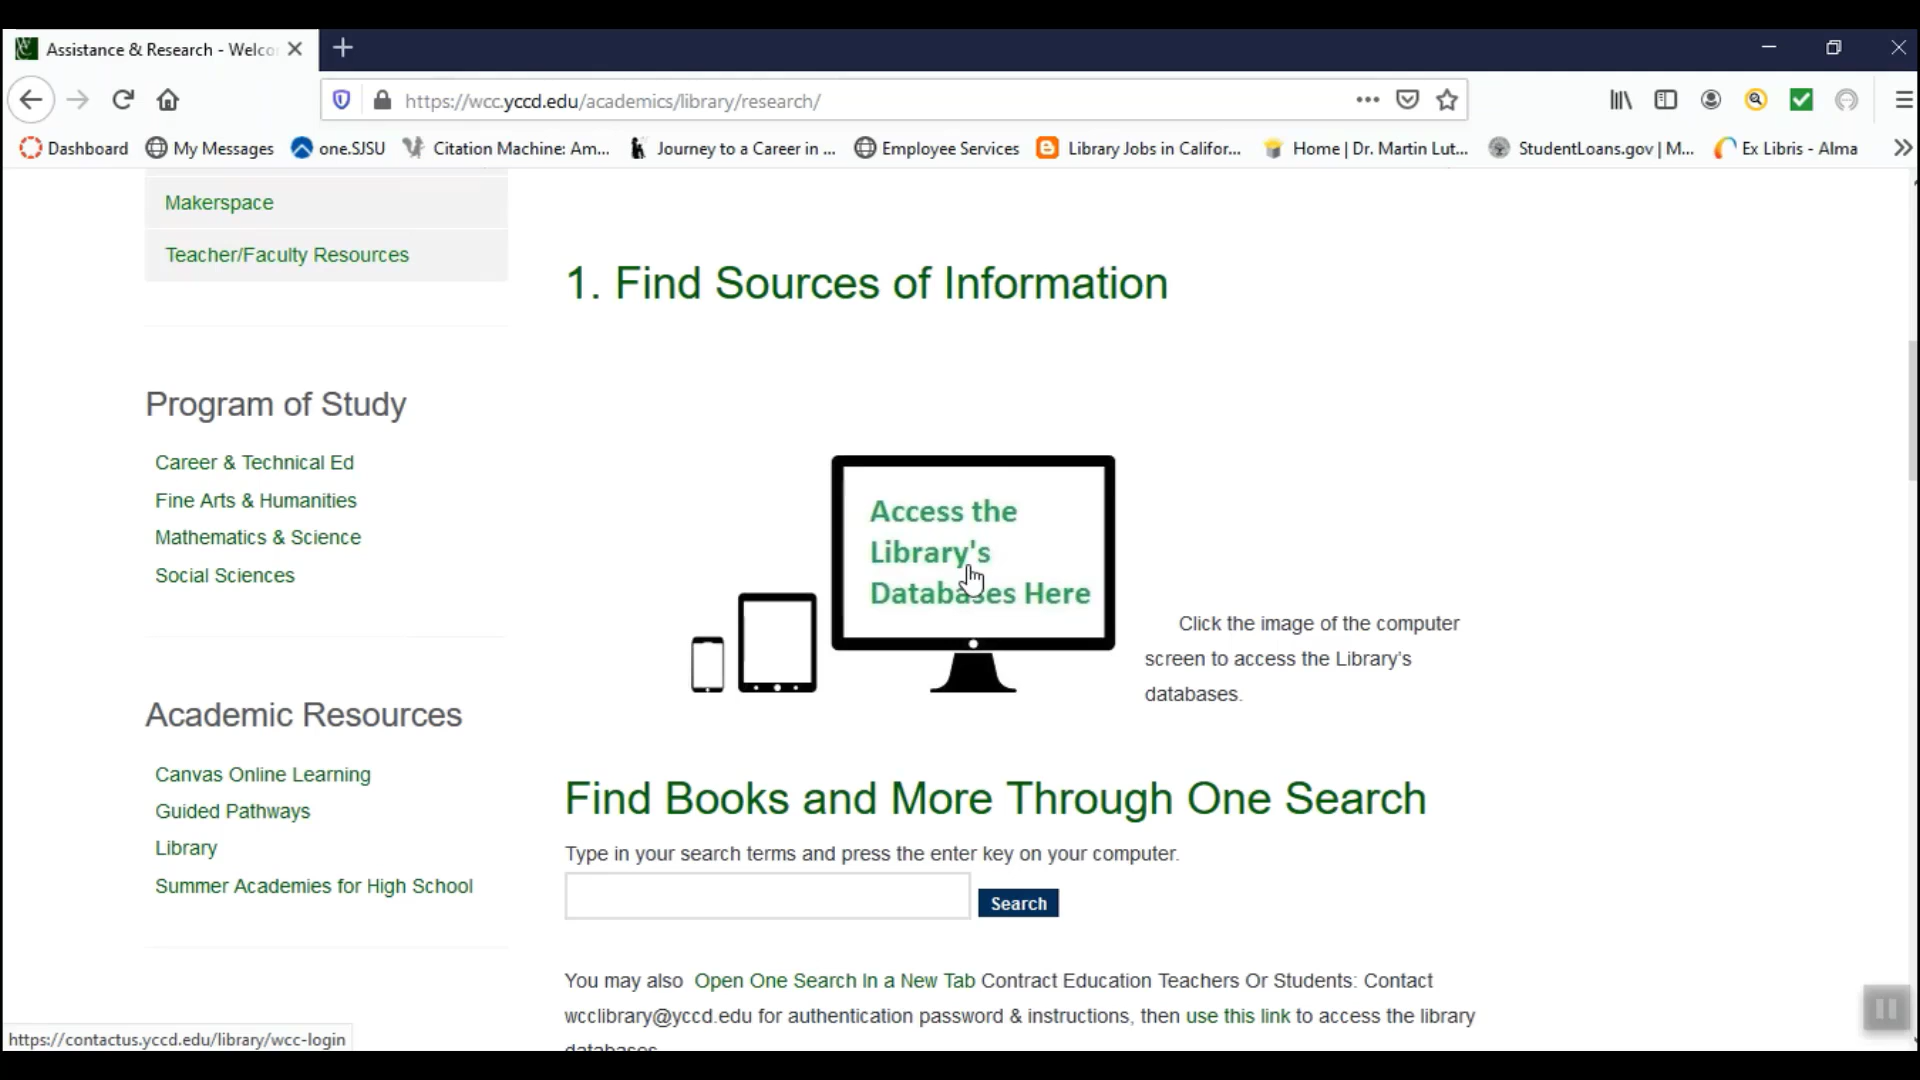 Assistance & Research - Welco
https://wcc.yccd.edu/academics/library/research/
Dashboard
My Messages
one.SJSU
Citation Machine: Am...
Journey to a Career in ...
Employee Services
Library Jobs in Califor...
Home | Dr. Martin Lut...
StudentLoans.gov | M...
Ex Libris - Alma
Makerspace
Teacher/Faculty Resources
Program of Study
Career & Technical Ed
Fine Arts & Humanities
Mathematics & Science
Social Sciences
Academic Resources
Canvas Online Learning
Guided Pathways
Library
Summer Academies for High School
1. Find Sources of Information
Access the
Library's
Databases Here
Click the image of the computer
screen to access the Library's
databases.
Find Books and More Through One Search
Type in your search terms and press the enter key on your computer.
Search
You may also Open One Search In a New Tab Contract Education Teachers Or Students: Contact
wcclibrary@yccd.edu for authentication password & instructions, then use this link to access the library
databases
https://contactus.yccd.edu/library/wcc-login